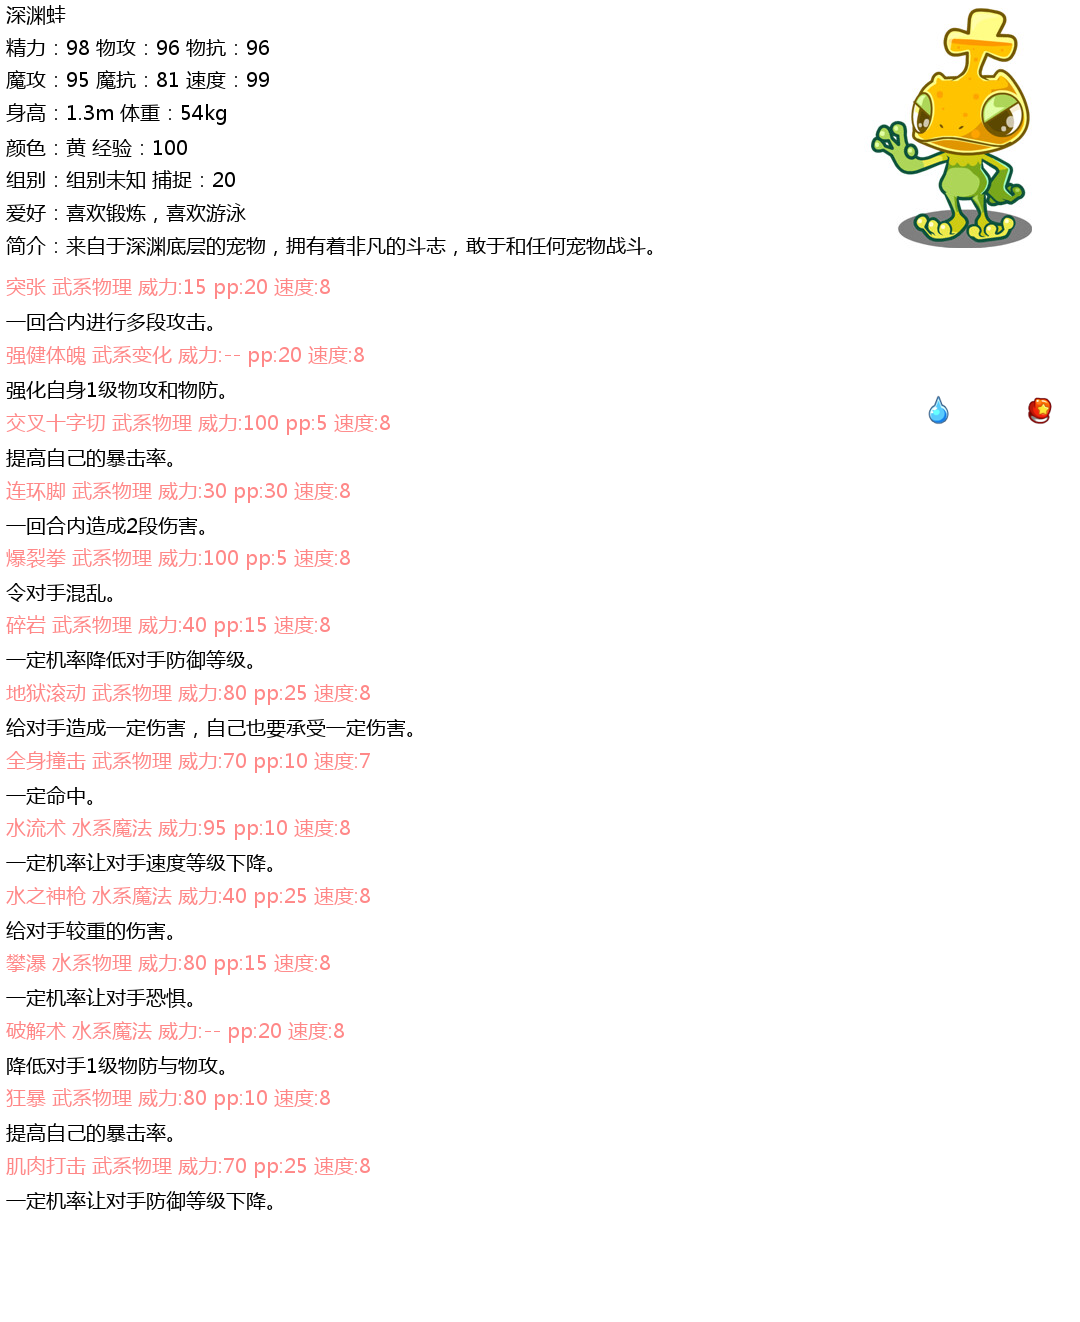 深渊蛙
精力：98 物攻：96 物抗：96
魔攻：95 魔抗：81 速度：99
身高：1.3m 体重：54kg
颜色：黄 经验：100
组别：组别未知 捕捉：20
爱好：喜欢锻炼，喜欢游泳
简介：来自于深渊底层的宠物，拥有着非凡的斗志，敢于和任何宠物战斗。
突张 武系物理 威力:15 pp:20 速度:8
一回合内进行多段攻击。
强健体魄 武系变化 威力:-- pp:20 速度:8
强化自身1级物攻和物防。
交叉十字切 武系物理 威力:100 pp:5 速度:8
提高自己的暴击率。
连环脚 武系物理 威力:30 pp:30 速度:8
一回合内造成2段伤害。
爆裂拳 武系物理 威力:100 pp:5 速度:8
令对手混乱。
碎岩 武系物理 威力:40 pp:15 速度:8
一定机率降低对手防御等级。
地狱滚动 武系物理 威力:80 pp:25 速度:8
给对手造成一定伤害，自己也要承受一定伤害。
全身撞击 武系物理 威力:70 pp:10 速度:7
一定命中。
水流术 水系魔法 威力:95 pp:10 速度:8
一定机率让对手速度等级下降。
水之神枪 水系魔法 威力:40 pp:25 速度:8
给对手较重的伤害。
攀瀑 水系物理 威力:80 pp:15 速度:8
一定机率让对手恐惧。
破解术 水系魔法 威力:-- pp:20 速度:8
降低对手1级物防与物攻。
狂暴 武系物理 威力:80 pp:10 速度:8
提高自己的暴击率。
肌肉打击 武系物理 威力:70 pp:25 速度:8
一定机率让对手防御等级下降。